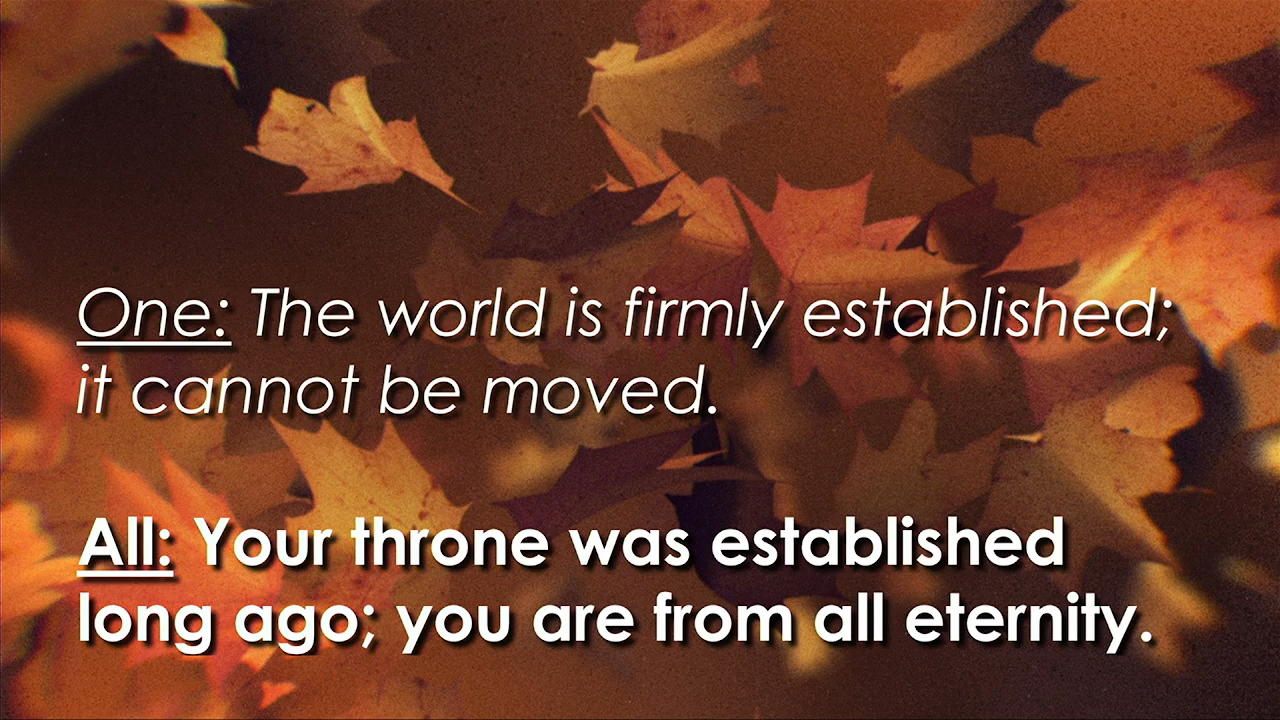 One: The world is firmly established;
it cannot be moved.
All: Your throne was established
long ago; you are from all eternity.